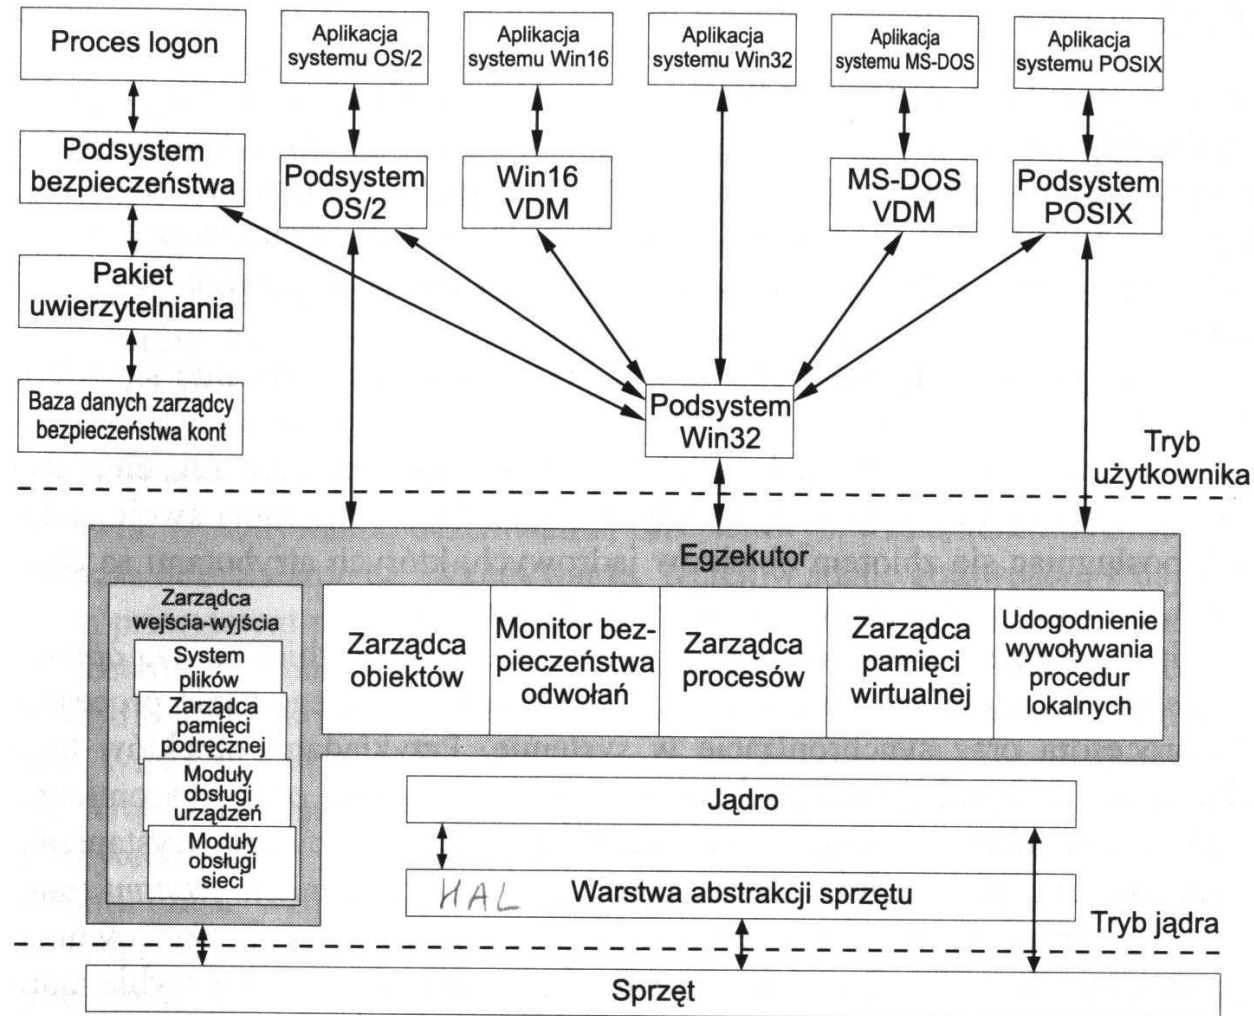 Proces logon
Aplikacja
systemu OS/2
Aplikacja
systemu Win16
Aplikacja
systemu Win32
Aplikacja
systemu MS-DOS
Aplikacja
systemu POSIX
Podsystem
bezpieczeństwa
Podsystem
OS/2
Win16
VDM
MS-DOS
VDM
Podsystem
POSIX
Pakiet
uwierzytelniania
Baza danych zarządcy
bezpieczeństwa kont
Podsystem
Win32
Tryb
użytkownika
Egzekutor
Zarządca
wejścia-wyjścia
System
plików
Zarządca
pamięci
podręcznej
Moduły
obsługi
urządzeń
Moduły
obsługi
sieci
Zarządca
obiektów
Monitor bez-
pieczeństwa
odwołań
Zarządca
procesów
Zarządca
pamięci
wirtualnej
Udogodnienie
wywoływania
procedur
lokalnych
Jądro
HAL Warstwa abstrakcji sprzętu
Tryb jądra
Sprzęt